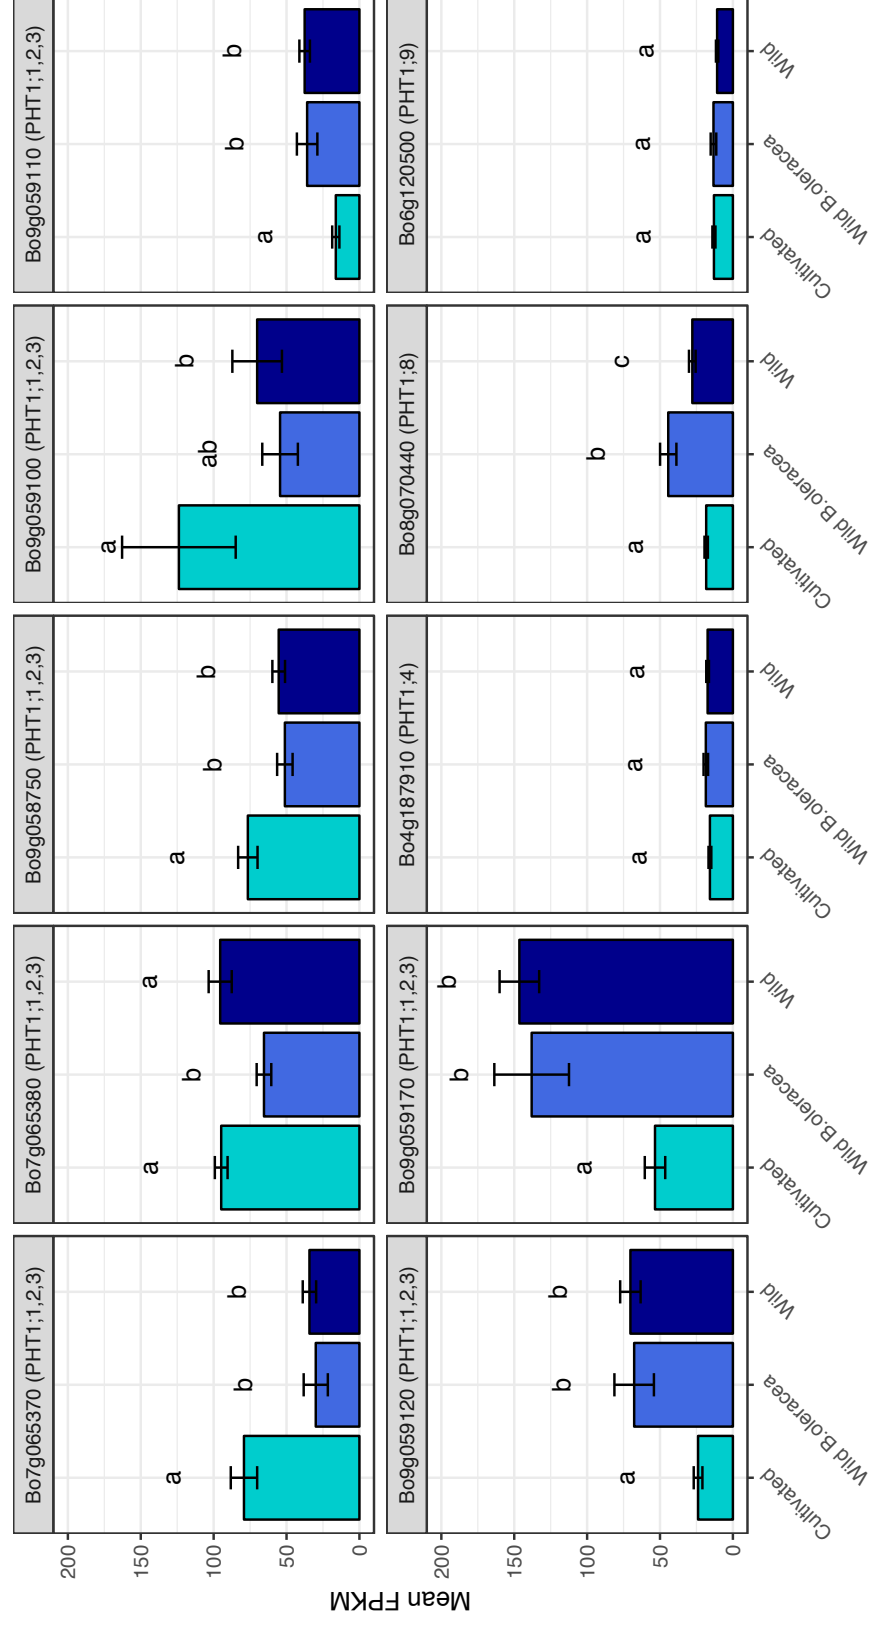 Bo7g065370 (PHT1;1,2,3)
Bo7g065380 (PHT1;1,2,3)
Bo9g058750 (PHT1;1,2,3)
Bo9g059100 (PHT1;1,2,3)
Bo9g059110 (PHT1;1,2,3)
200
150
100
50
0
a b b
a b a
a b b
a ab b
a b b
Bo9g059120 (PHT1;1,2,3)
Bo9g059170 (PHT1;1,2,3)
Bo4g187910 (PHT1;4)
Bo8g070440 (PHT1;8)
Bo6g120500 (PHT1;9)
200
150
100
50
0
a b b
a b b
a a a
a b c
a a a
Cultivated
Wild B.oleracea
Wild
Cultivated
Wild B.oleracea
Wild
Cultivated
Wild B.oleracea
Wild
Cultivated
Wild B.oleracea
Wild
Cultivated
Wild B.oleracea
Wild
Mean FPKM